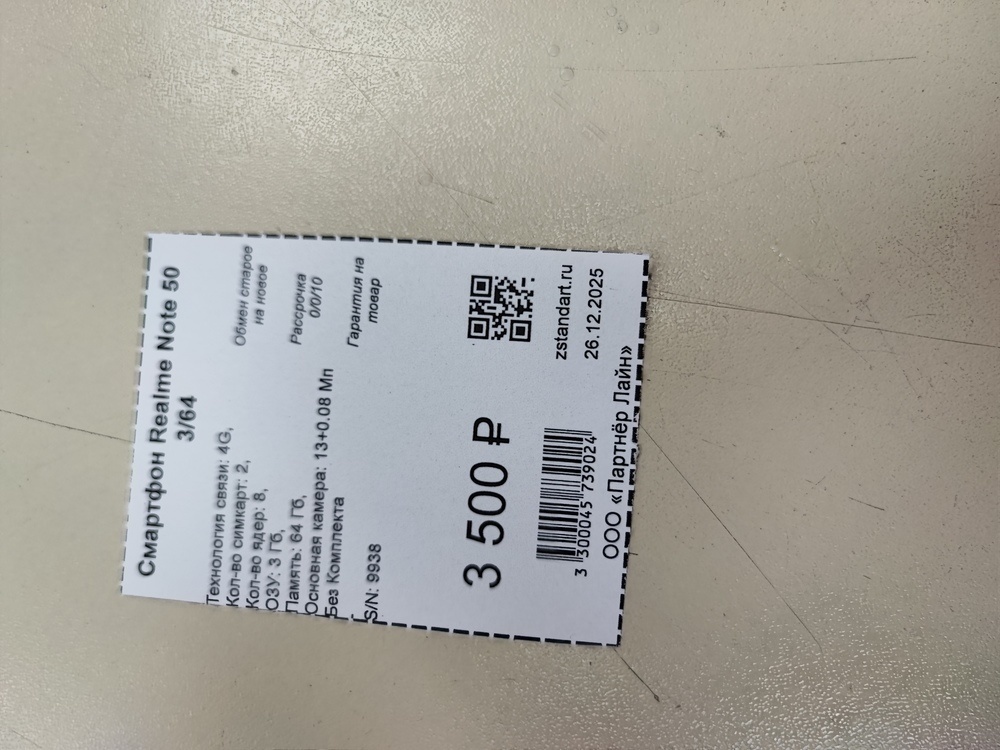 Смартфон Realme Note 50
3/64
Технология связи: 4G,
Кол-во симкарт: 2,
Кол-во ядер: 8,
ОЗУ: 3 Гб,
Память: 64 Гб,
Основная камера: 13+0.08 Мп
Без Комплекта
S/N: 9938
Обмен старое
на новое
Рассрочка
0/0/10
Гарантия на
товар
3 500 ₽
3 300045 739024
zstandart.ru
26.12.2025
ООО «Партнёр Лайн»